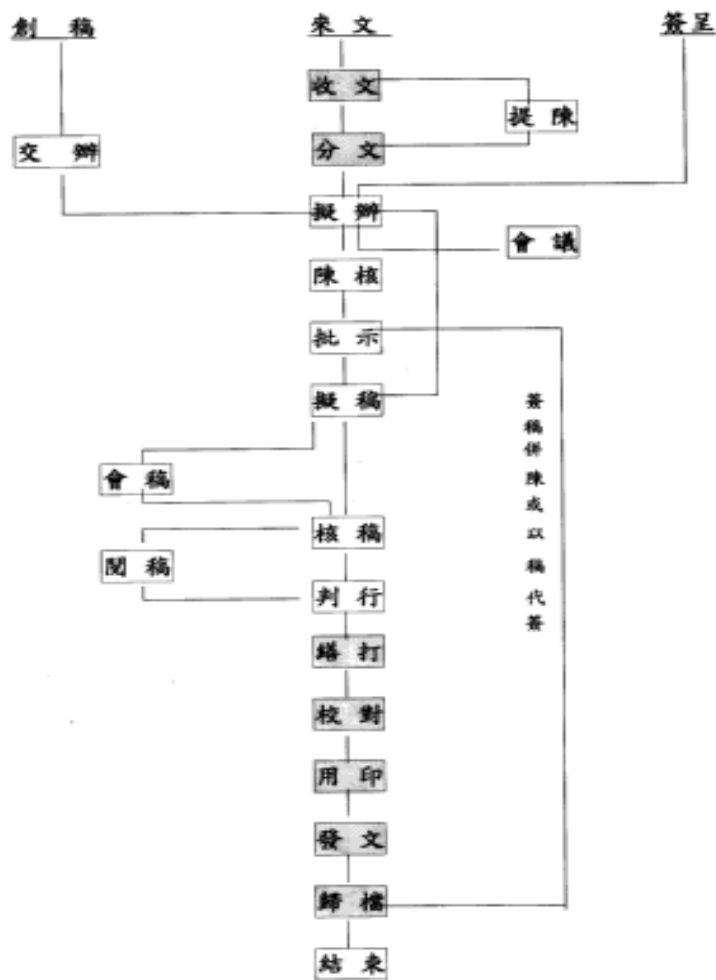 創稿
來文
簽呈
收文
提陳
交辦
分文
擬辦
會議
陳核
批示
擬稿
簽稿併陳或以稿代簽
會稿
核稿
閱稿
判行
繕打
校對
用印
發文
歸檔
結束